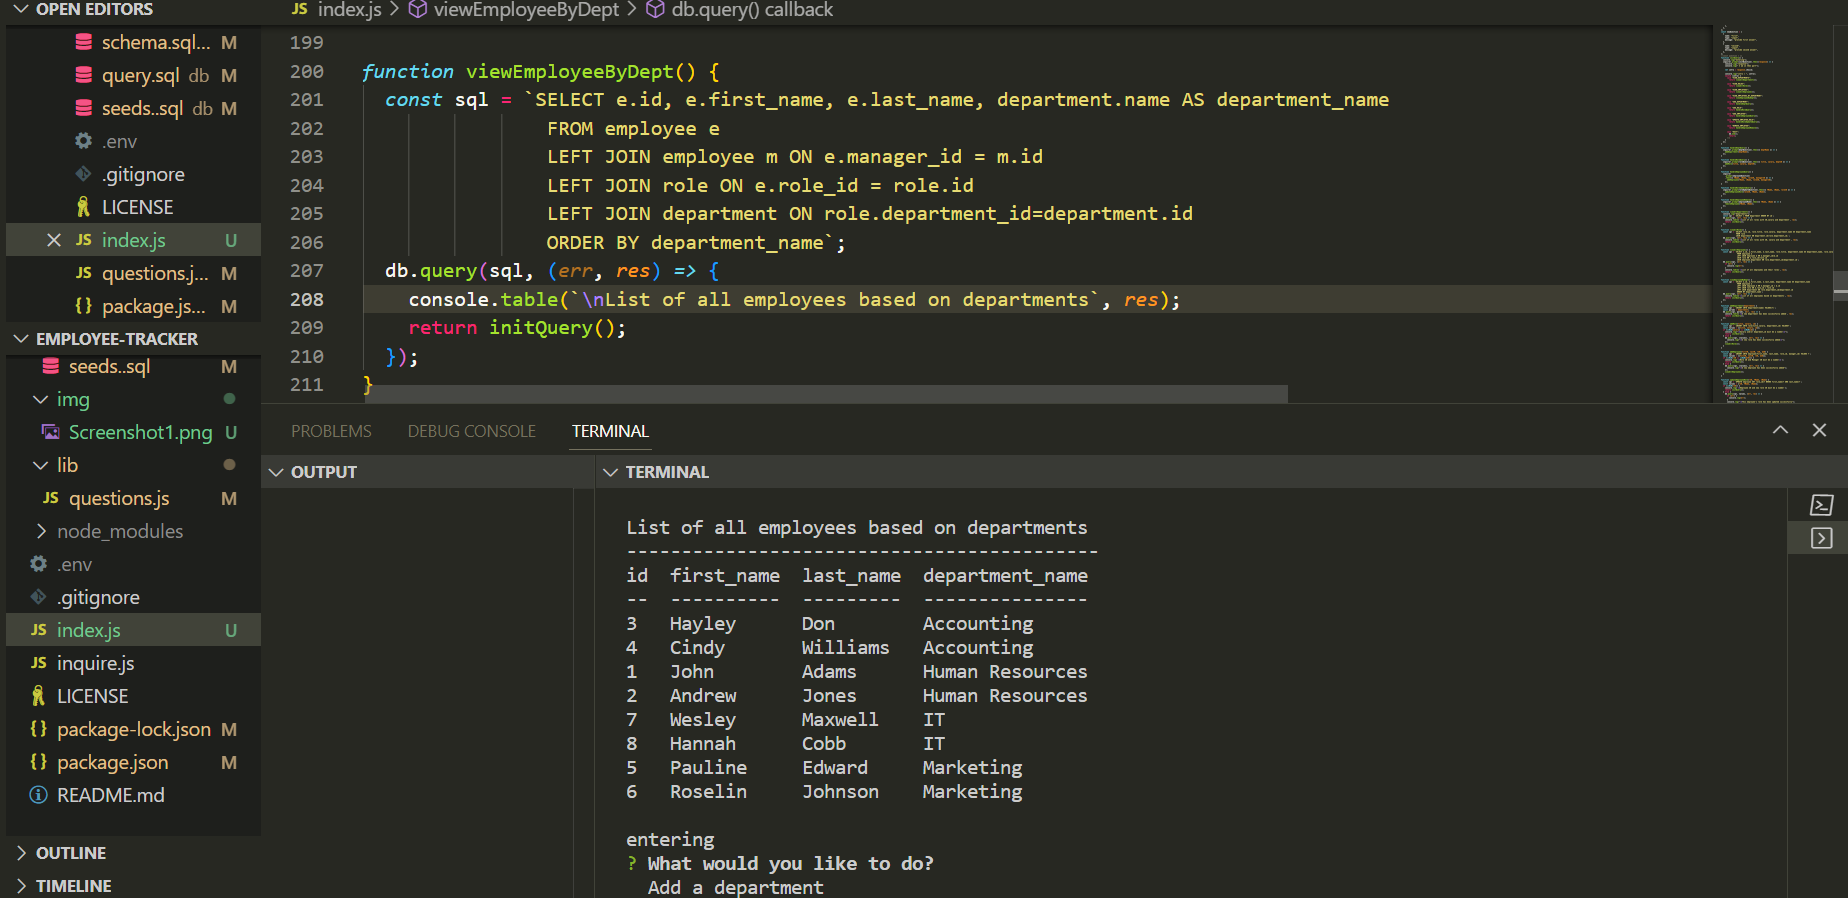 OPEN EDITORS
schema.sql... M
query.sql db M
seeds..sql db M
.env
.gitignore
LICENSE
JS index.js U
JS questions.j... M
{} package.js... M
EMPLOYEE-TRACKER
seeds..sql M
img
Screenshot1.png U
lib
JS questions.js M
node_modules
.env
.gitignore
JS index.js U
JS inquire.js
LICENSE
{} package-lock.json M
{} package.json M
README.md
OUTLINE
TIMELINE
JS index.js > viewEmployeeByDept > db.query() callback
199
200 function viewEmployeeByDept() {
201 const sql = `SELECT e.id, e.first_name, e.last_name, department.name AS department_name
202 FROM employee e
203 LEFT JOIN employee m ON e.manager_id = m.id
204 LEFT JOIN role ON e.role_id = role.id
205 LEFT JOIN department ON role.department_id=department.id
206 ORDER BY department_name`;
207 db.query(sql, (err, res) => {
208 console.table(`\nList of all employees based on departments`, res);
209 return initQuery();
210 });
211 }
PROBLEMS DEBUG CONSOLE TERMINAL
OUTPUT
TERMINAL
List of all employees based on departments
-------------------------------------------
id first_name last_name department_name
-- ---------- --------- ---------------
3 Hayley Don Accounting
4 Cindy Williams Accounting
1 John Adams Human Resources
2 Andrew Jones Human Resources
7 Wesley Maxwell IT
8 Hannah Cobb IT
5 Pauline Edward Marketing
6 Roselin Johnson Marketing
entering
? What would you like to do?
Add a department